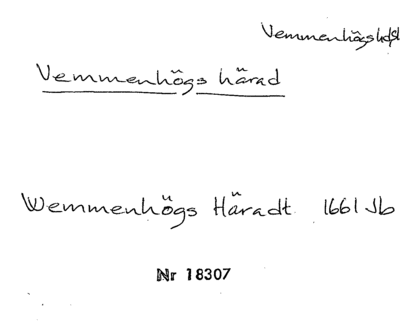 Vemmenhögs hd
Vemmenhögs härad
Wemmenhögs Häradt 1661 Jb
Nr 18307